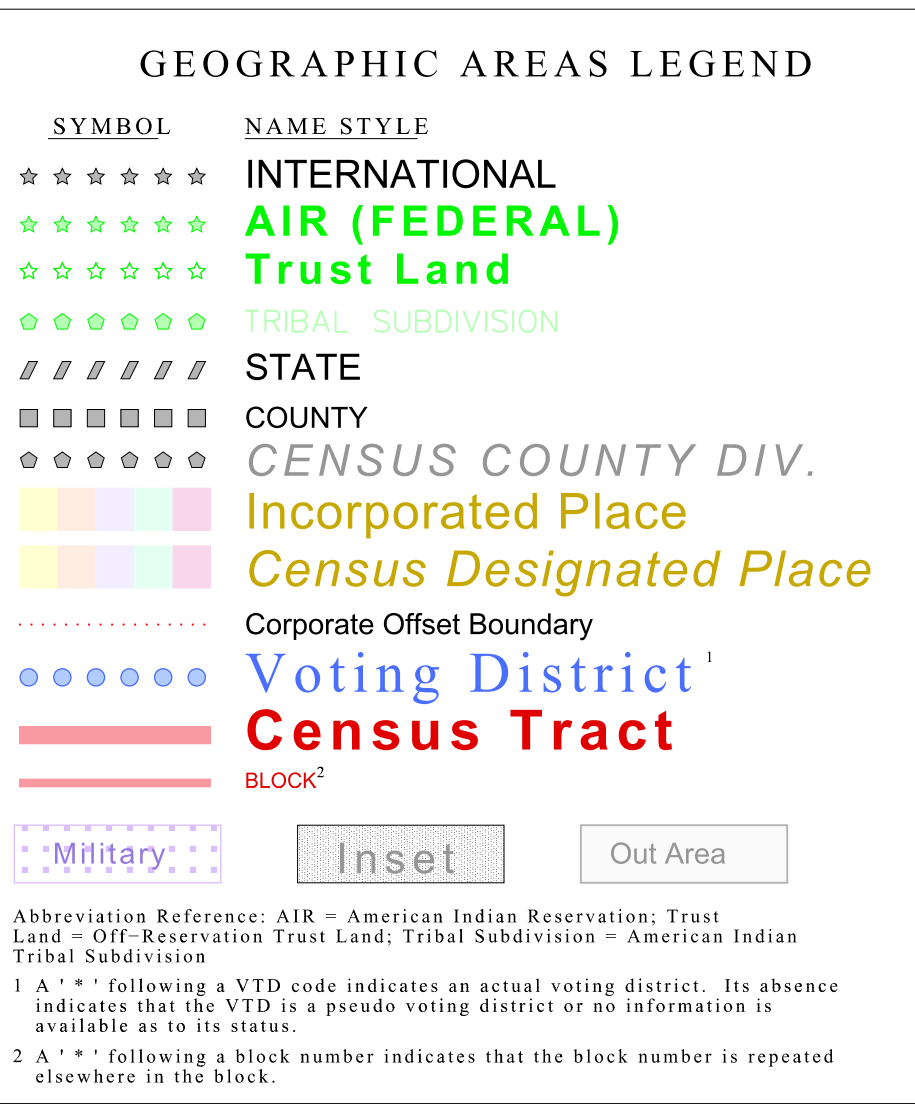 GEOGRAPHIC AREAS LEGEND
SYMBOL NAME STYLE
INTERNATIONAL
AIR (FEDERAL)
Trust Land
TRIBAL SUBDIVISION
STATE
COUNTY
CENSUS COUNTY DIV.
Incorporated Place
Census Designated Place
Corporate Offset Boundary
Voting District 1
Census Tract
BLOCK2
Military Inset Out Area
Abbreviation Reference: AIR = American Indian Reservation; Trust
Land = Off−Reservation Trust Land; Tribal Subdivision = American Indian
Tribal Subdivision
1 A ' * ' following a VTD code indicates an actual voting district. Its absence
indicates that the VTD is a pseudo voting district or no information is
available as to its status.
2 A ' * ' following a block number indicates that the block number is repeated
elsewhere in the block.